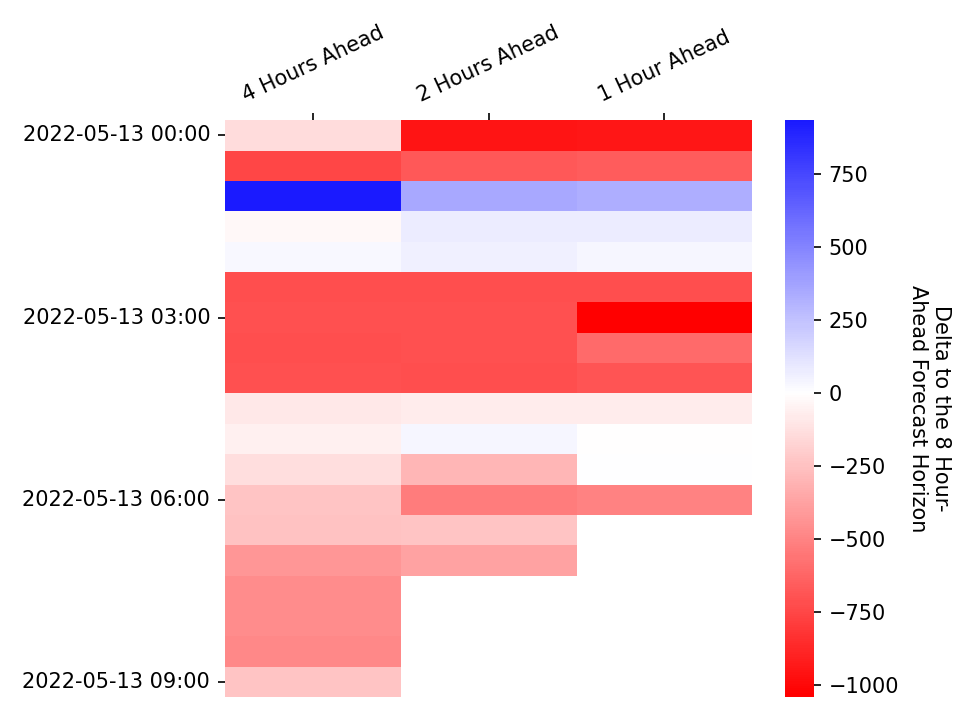 4 Hours Ahead
2 Hours Ahead
1 Hour Ahead
2022-05-13 00:00
2022-05-13 03:00
2022-05-13 06:00
2022-05-13 09:00
750
500
250
0
−250
−500
−750
−1000
Delta to the 8 Hour-
Ahead Forecast Horizon